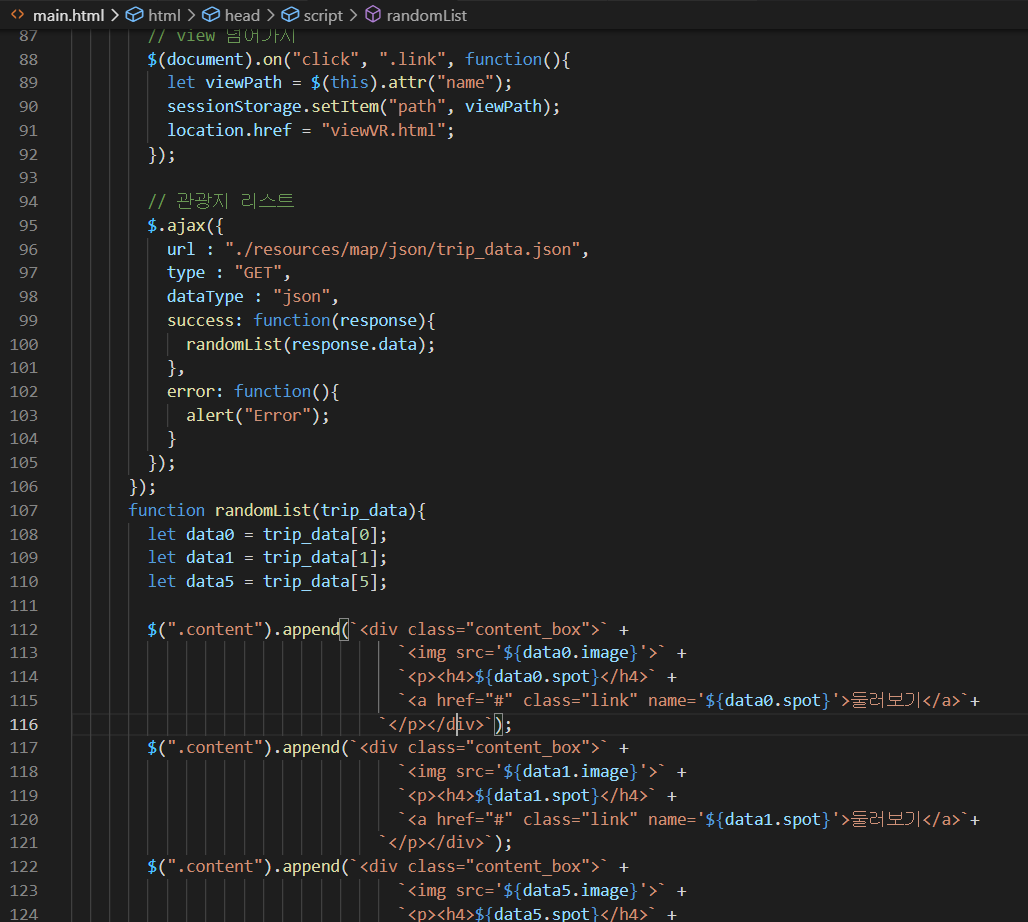 main.html > html > head > script > randomList
87 // view 넘어가지
88 $(document).on("click", ".link", function(){
89 let viewPath = $(this).attr("name");
90 sessionStorage.setItem("path", viewPath);
91 location.href = "viewVR.html";
92 });
93
94 // 관광지 리스트
95 $.ajax({
96 url : "./resources/map/json/trip_data.json",
97 type : "GET",
98 dataType : "json",
99 success: function(response){
100 randomList(response.data);
101 },
102 error: function(){
103 alert("Error");
104 }
105 });
106 });
107 function randomList(trip_data){
108 let data0 = trip_data[0];
109 let data1 = trip_data[1];
110 let data5 = trip_data[5];
111
112 $(".content").append(`<div class="content_box">` +
113 `<img src='${data0.image}'>` +
114 `<p><h4>${data0.spot}</h4>` +
115 `<a href="#" class="link" name='${data0.spot}'>둘러보기</a>`+
116 `</p></div>`);
117 $(".content").append(`<div class="content_box">` +
118 `<img src='${data1.image}'>` +
119 `<p><h4>${data1.spot}</h4>` +
120 `<a href="#" class="link" name='${data1.spot}'>둘러보기</a>`+
121 `</p></div>`);
122 $(".content").append(`<div class="content_box">` +
123 `<img src='${data5.image}'>` +
124 `<p><h4>${data5.spot}</h4>` +